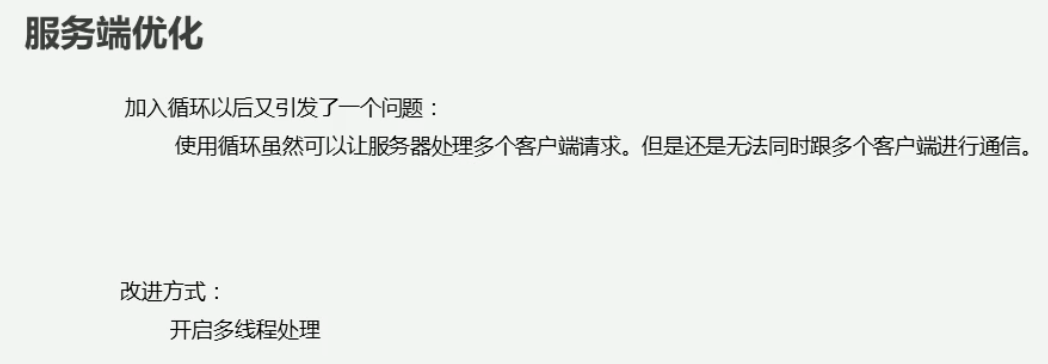 服务端优化
加入循环以后又引发了一个问题：
使用循环虽然可以让服务器处理多个客户端请求。但是还是无法同时跟多个客户端进行通信。
改进方式：
开启多线程处理